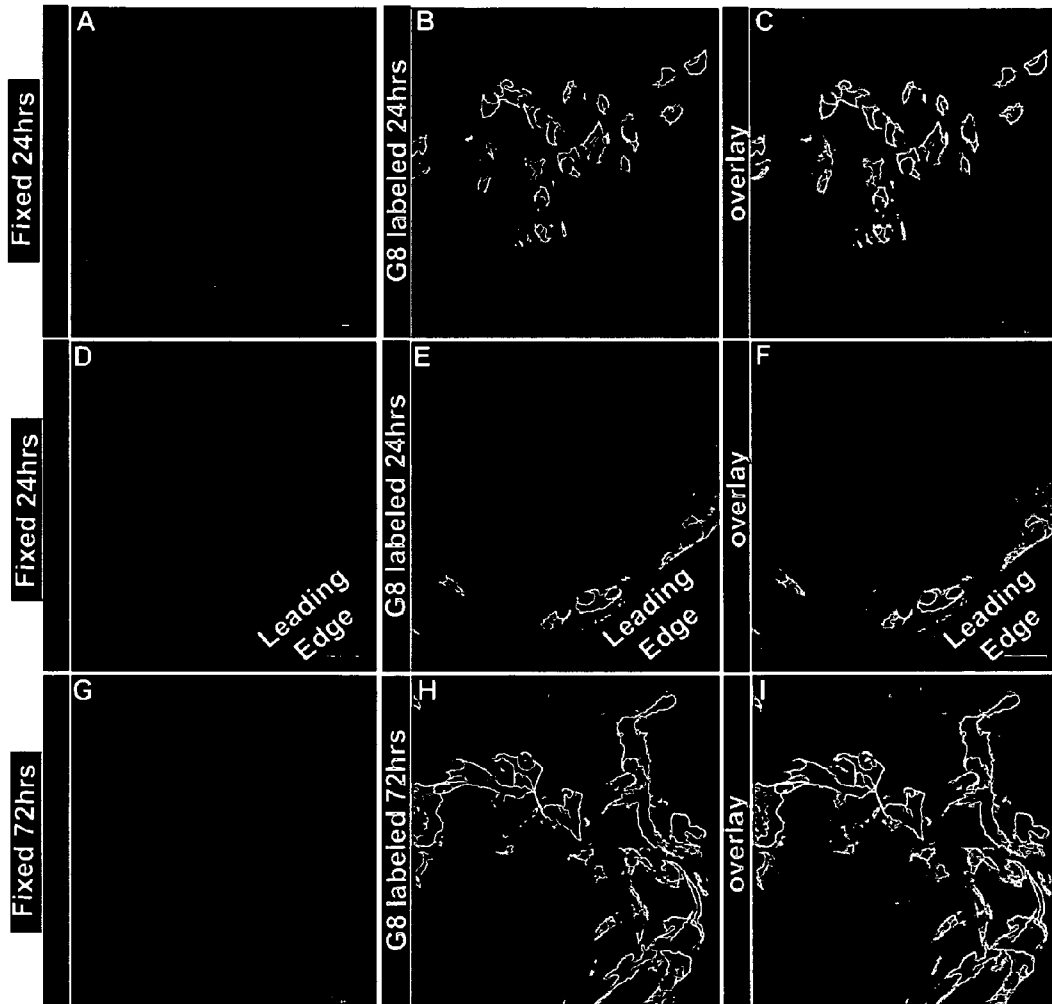 A
B
C
Fixed 24hrs
G8 labeled 24hrs
overlay
D
E
F
Fixed 24hrs
Leading
Edge
G8 labeled 24hrs
Leading
Edge
overlay
Leading
Edge
G
H
I
Fixed 72hrs
G8 labeled 72hrs
overlay